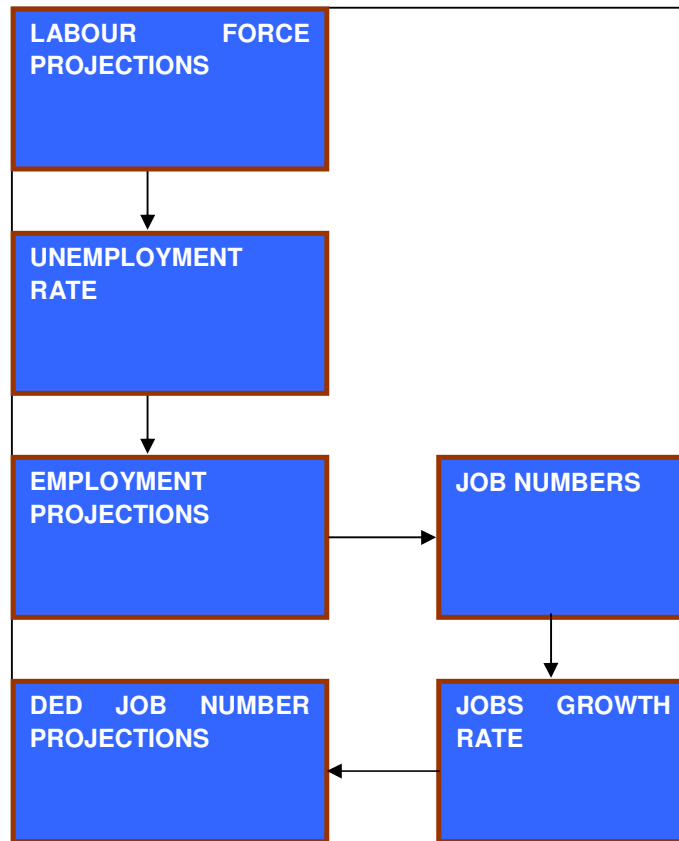 LABOUR FORCE
PROJECTIONS
UNEMPLOYMENT
RATE
EMPLOYMENT
PROJECTIONS
JOB NUMBERS
DED JOB NUMBER
PROJECTIONS
JOBS GROWTH
RATE